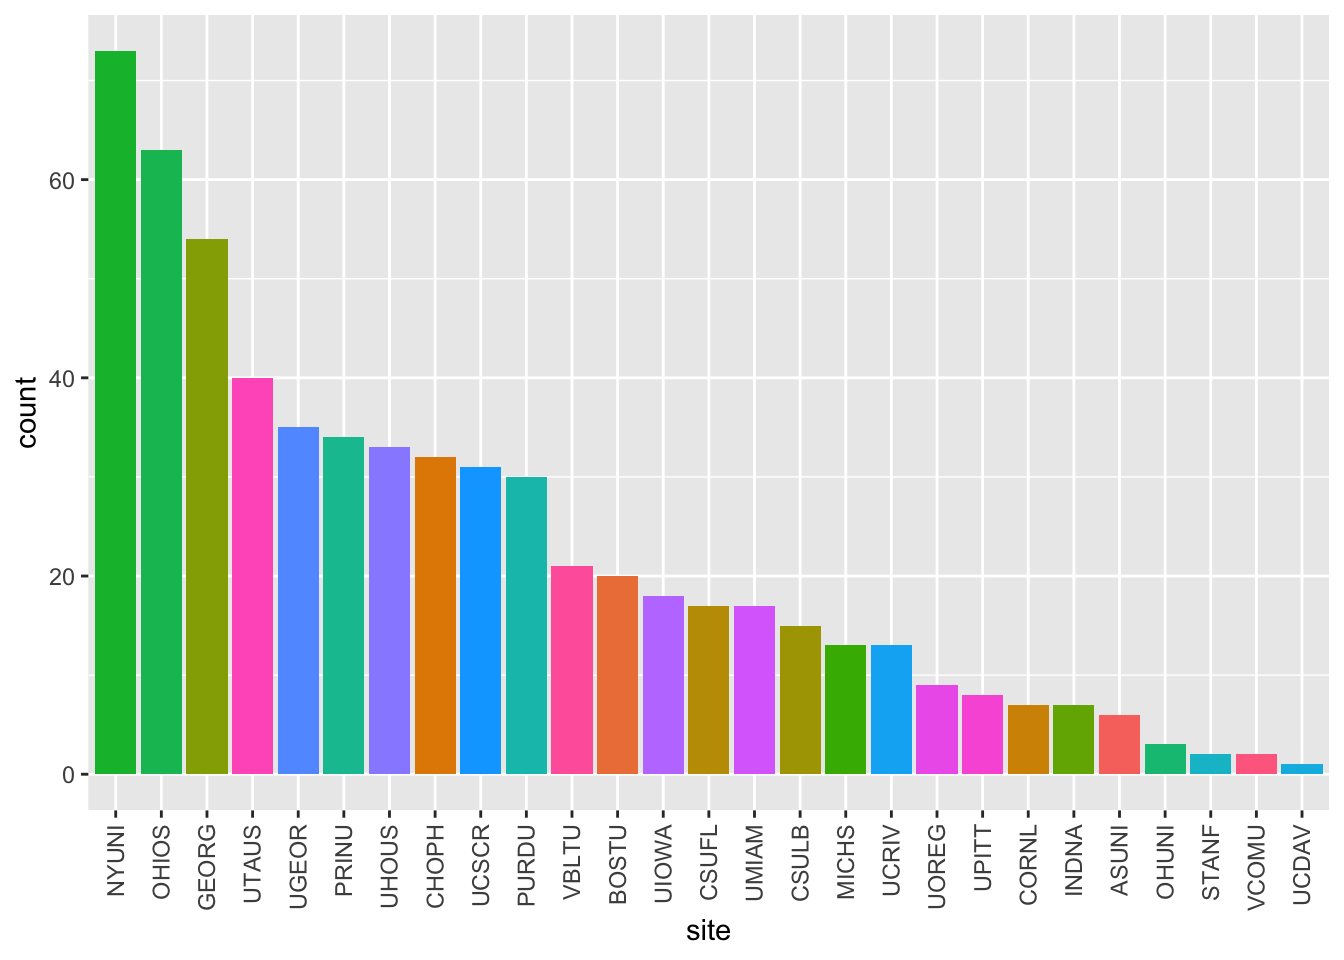 count
60
40
20
0
NYUNI
OHIOS
GEORG
UTAUS
UGEOR
PRINU
UHOUS
CHOPH
UCSCR
PURDU
VBLTU
BOSTU
UIOWA
CSUFL
UMIAM
CSULB
MICHS
UCRIV
UOREG
UPITT
CORNL
INDNA
ASUNI
OHUNI
STANF
VCOMU
UCDAV
site